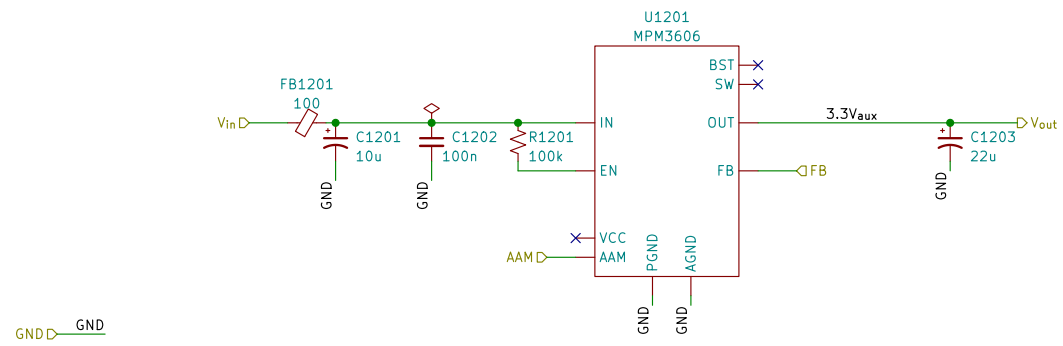 U1201
MPM3606
BST
SW
FB1201
100
Vin
C1201
10u
C1202
100n
R1201
100k
IN
OUT
3.3Vaux
Vout
C1203
22u
EN
FB
FB
GND
GND
GND
VCC
AAM
AAM
PGND
AGND
GND
GND
GND
GND